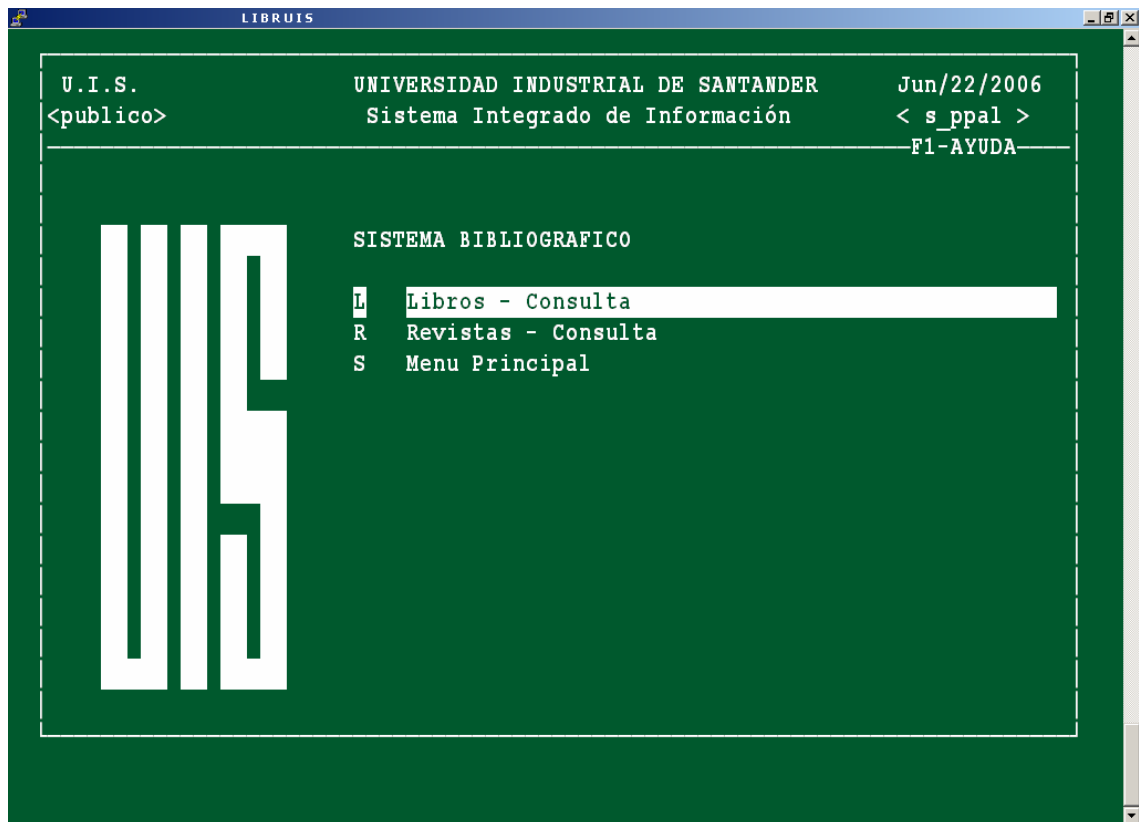 LIBRUIS
U.I.S. UNIVERSIDAD INDUSTRIAL DE SANTANDER Jun/22/2006
<publico> Sistema Integrado de Información < s_ppal >
F1-AYUDA
UIS
SISTEMA BIBLIOGRAFICO
L Libros - Consulta
R Revistas - Consulta
S Menu Principal